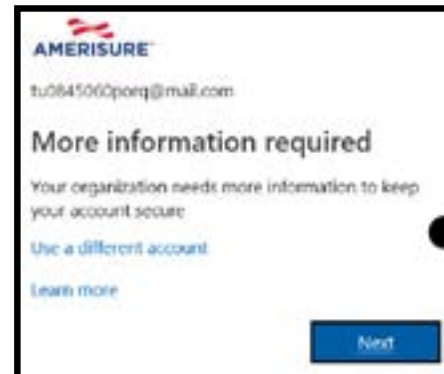 AMERISURE
tu0845060porq@mail.com
More information required
Your organization needs more information to keep
your account secure
Use a different account
Learn more
Next